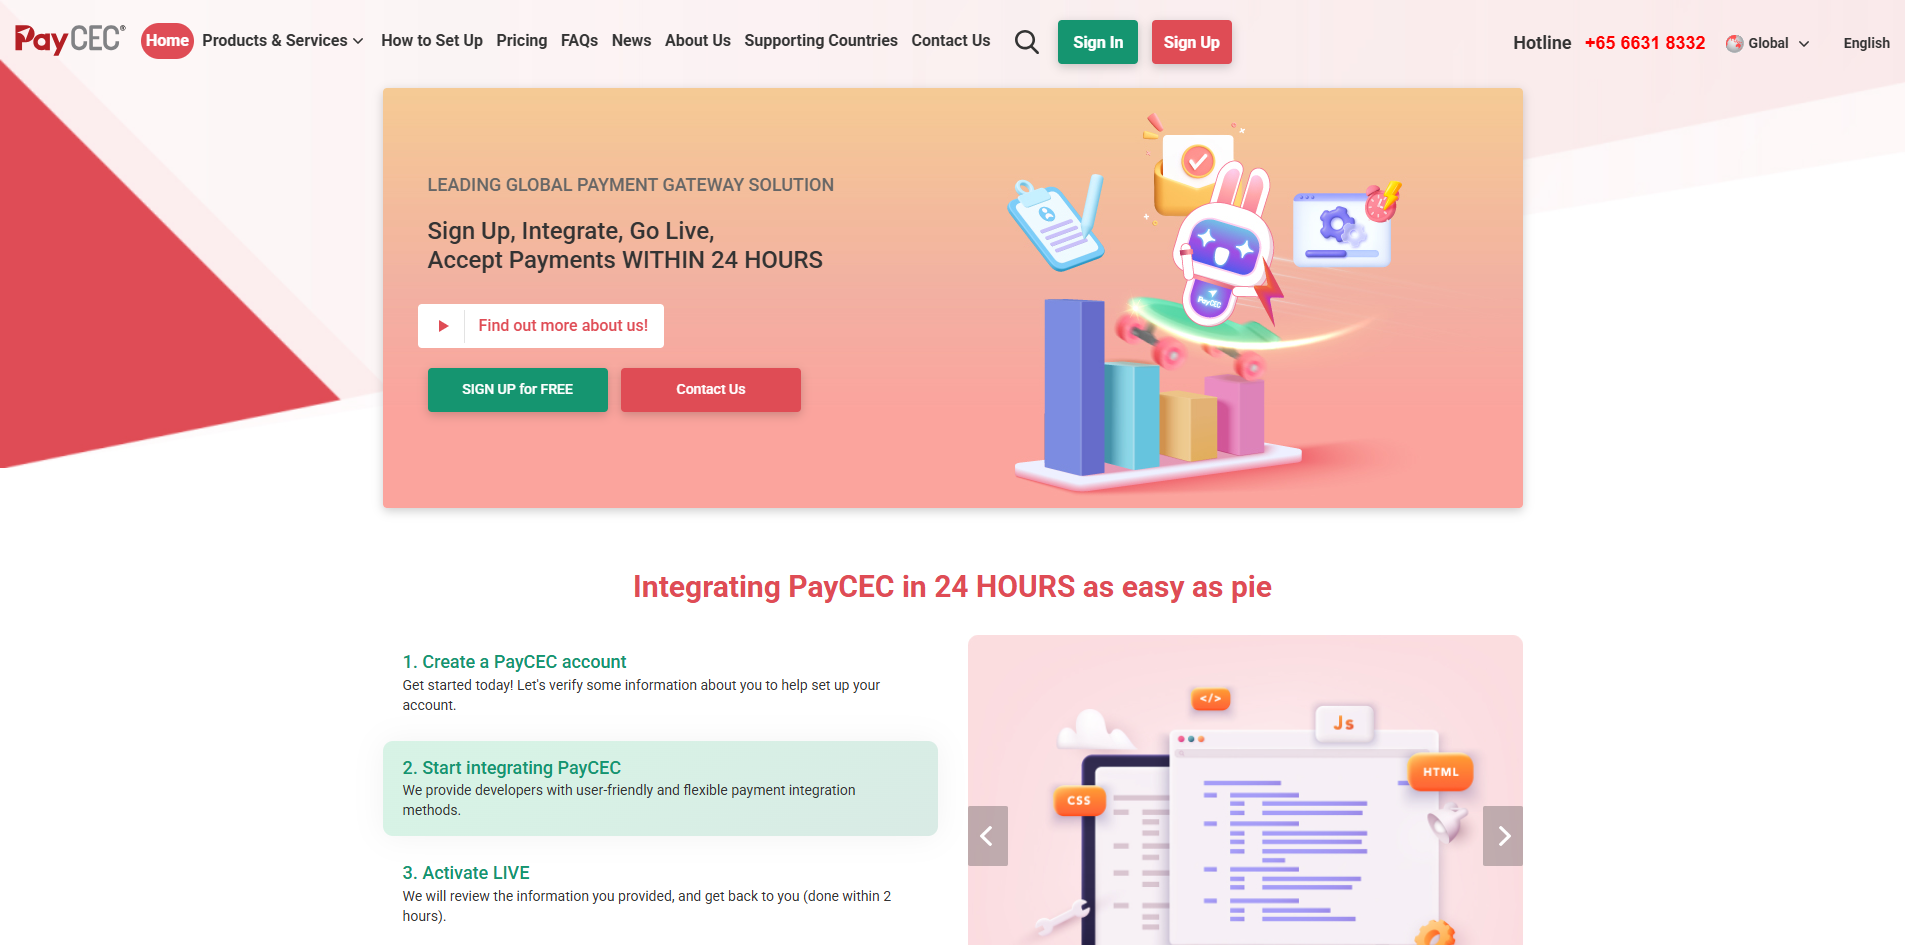 PayCEC®
Home
Products & Services
How to Set Up
Pricing
FAQs
News
About Us
Supporting Countries
Contact Us
Sign In
Sign Up
Hotline +65 6631 8332
Global
English
LEADING GLOBAL PAYMENT GATEWAY SOLUTION
Sign Up, Integrate, Go Live,
Accept Payments WITHIN 24 HOURS
Find out more about us!
SIGN UP for FREE
Contact Us
PayCEC
Integrating PayCEC in 24 HOURS as easy as pie
1. Create a PayCEC account
Get started today! Let's verify some information about you to help set up your
account.
2. Start integrating PayCEC
We provide developers with user-friendly and flexible payment integration
methods.
3. Activate LIVE
We will review the information you provided, and get back to you (done within 2
hours).
</>
Js
HTML
CSS